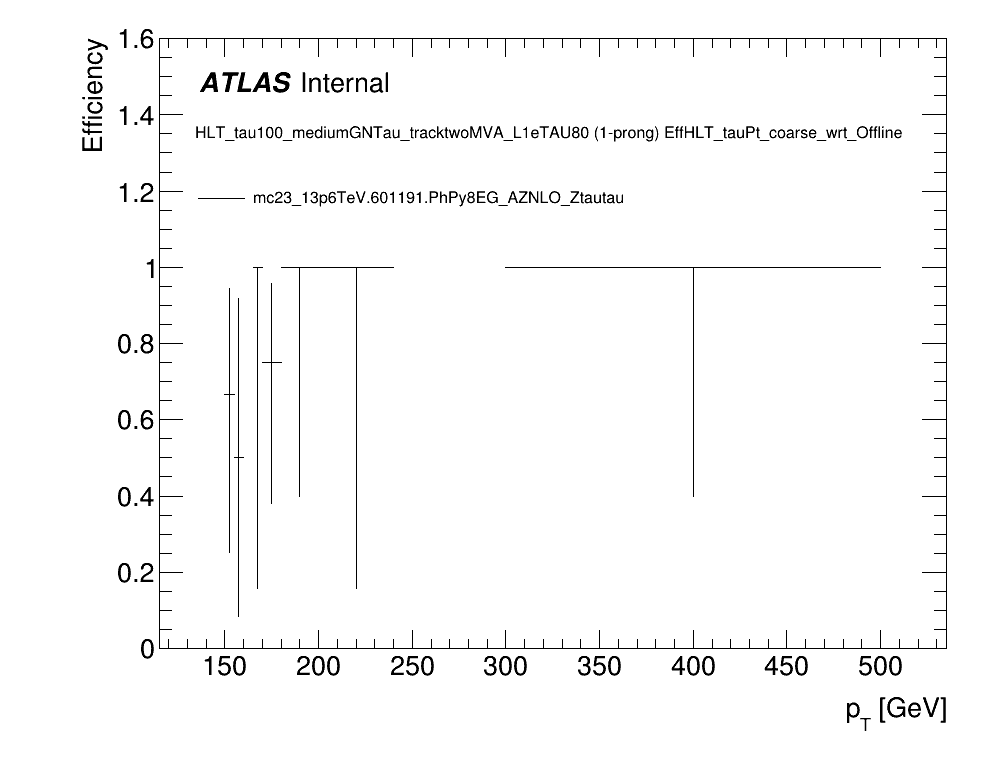 Efficiency
1.6
1.4
1.2
1
0.8
0.6
0.4
0.2
0
ATLAS Internal
HLT_tau100_mediumGNTau_tracktwoMVA_L1eTAU80 (1-prong) EffHLT_tauPt_coarse_wrt_Offline
mc23_13p6TeV.601191.PhPy8EG_AZNLO_Ztautau
150 200 250 300 350 400 450 500
p_T [GeV]